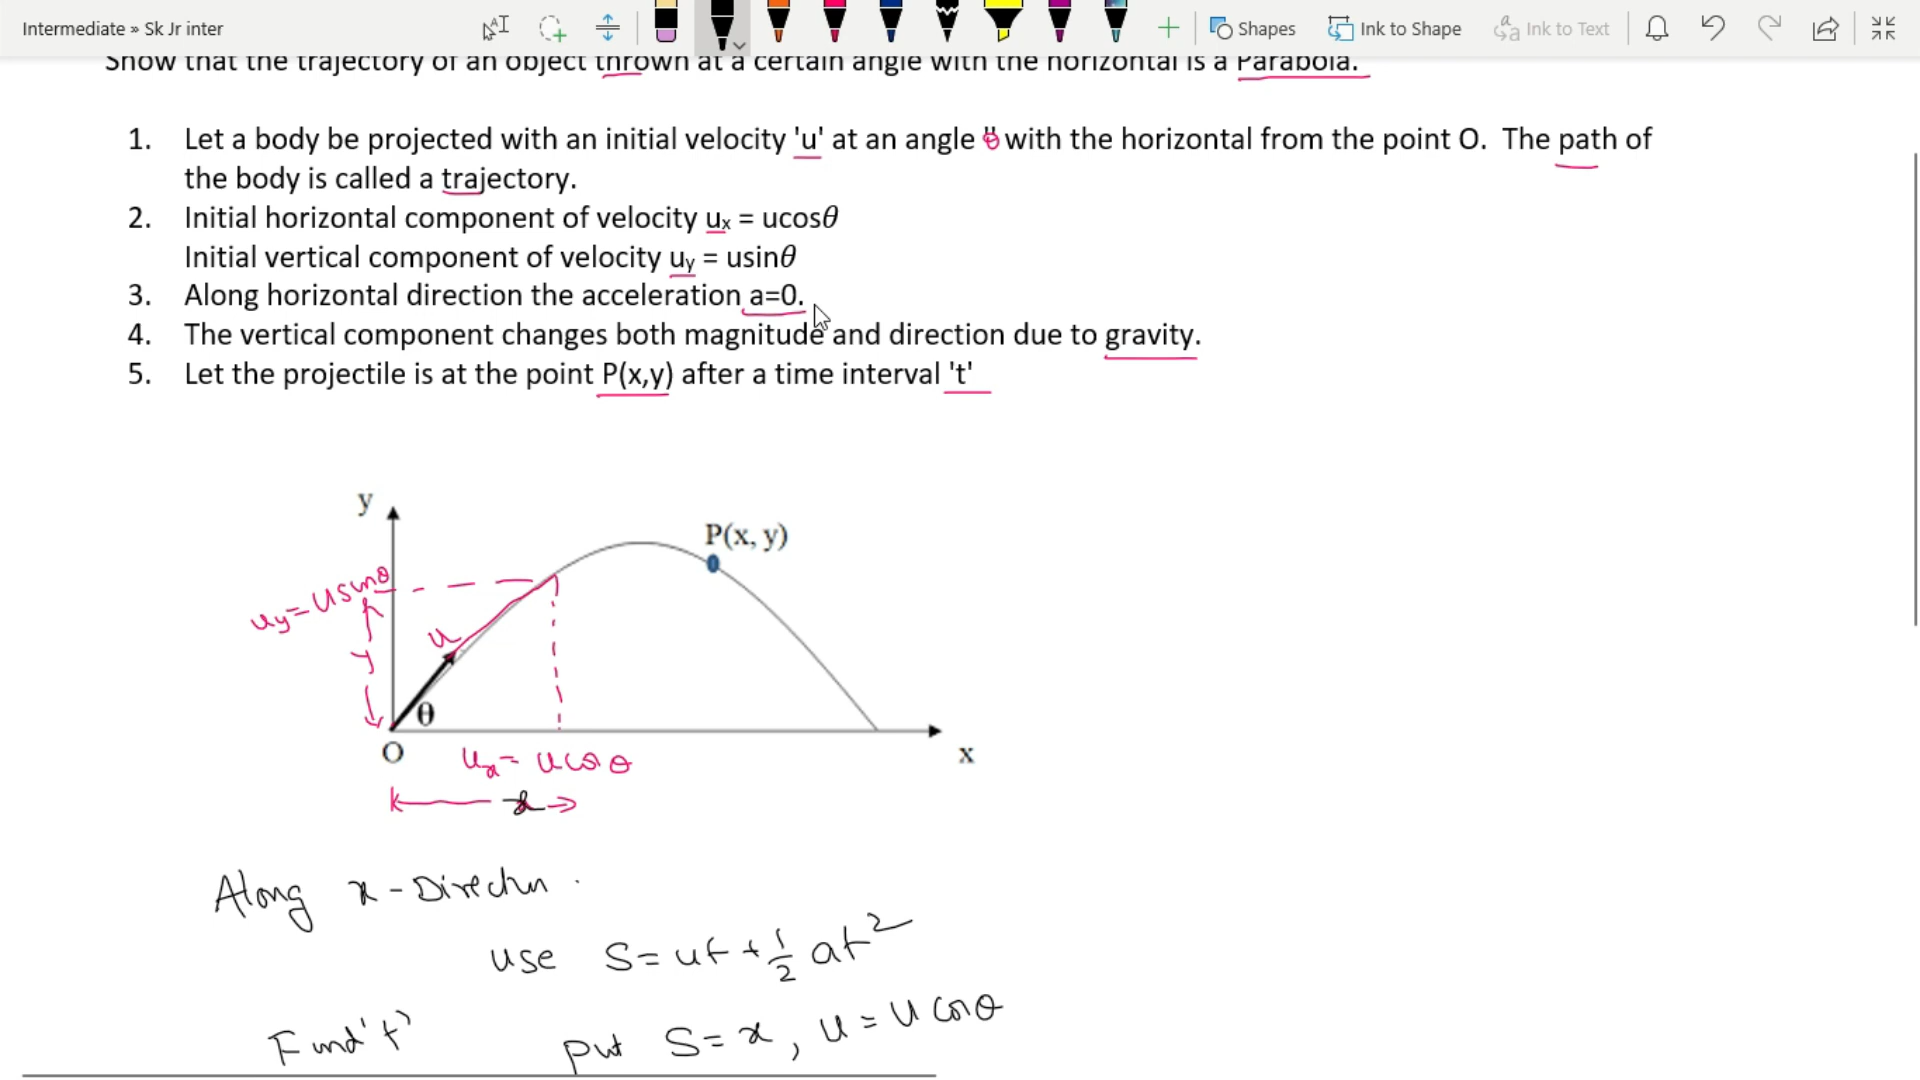 Intermediate » Sk Jr inter
Shapes
Ink to Shape
Ink to Text
Show that the trajectory of an object thrown at a certain angle with the horizontal is a Parabola.
1. Let a body be projected with an initial velocity 'u' at an angle θ with the horizontal from the point O. The path of
the body is called a trajectory.
2. Initial horizontal component of velocity uₓ = ucosθ
Initial vertical component of velocity u_y = usinθ
3. Along horizontal direction the acceleration a=0.
4. The vertical component changes both magnitude and direction due to gravity.
5. Let the projectile is at the point P(x,y) after a time interval 't'
y
P(x, y)
u_y = usinθ
u
y
θ
O
x
uₓ = ucosθ
x
Along x-Direction.
use S = ut + 1/2 at²
Find 't'
put S = x, u = u cosθ